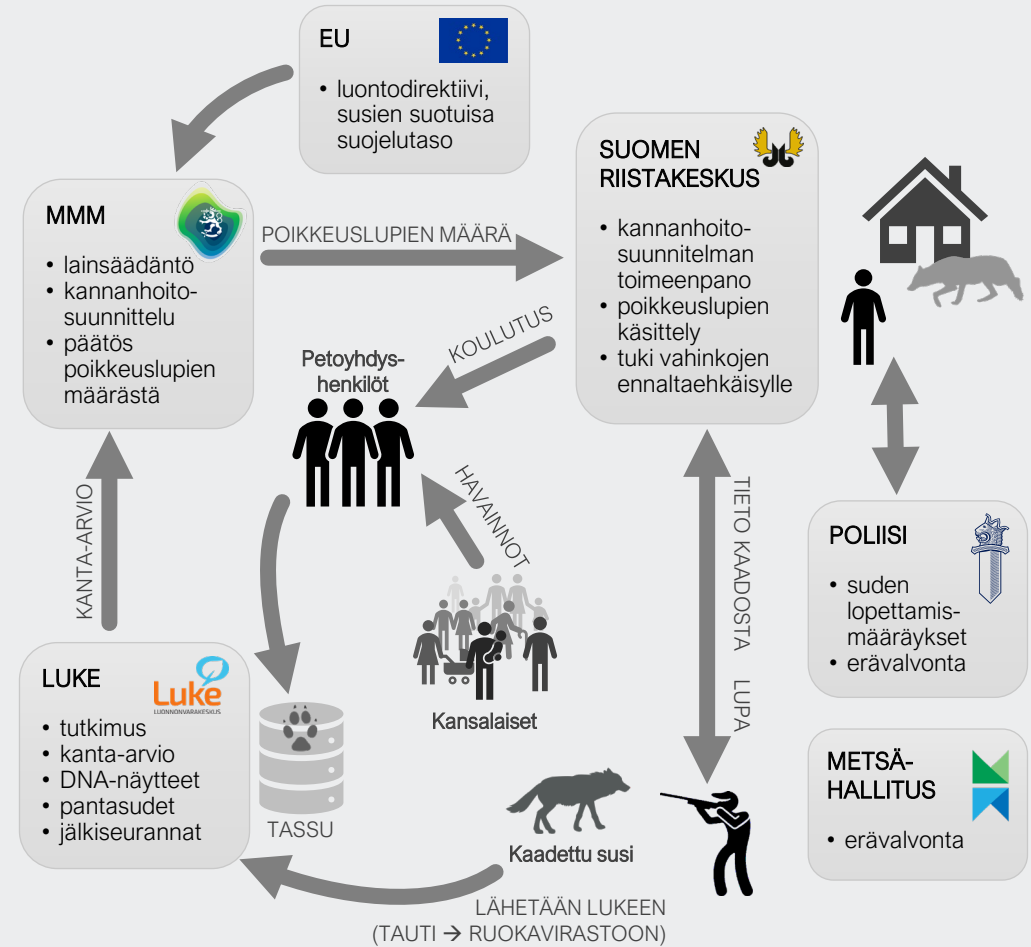 EU
• luontodirektiivi,
susien suotuisa
suojelutaso
MMM
• lainsäädäntö
• kannanhoito-
suunnittelu
• päätös
poikkeuslupien
määrästä
POIKKEUSLUPIEN MÄÄRÄ
SUOMEN
RIISTAKESKUS
• kannanhoito-
suunnitelman
toimeenpano
• poikkeuslupien
käsittely
• tuki vahinkojen
ennaltaehkäisylle
KOULUTUS
Petoyhdys-
henkilöt
HAVAINNOT
Kansalaiset
KANTA-ARVIO
TIETO KAADOSTA LUPA
POLIISI
• suden
lopettamis-
määräykset
• erävalvonta
METSÄ-
HALLITUS
• erävalvonta
LUKE
Luke
LUONNONVARAKESKUS
• tutkimus
• kanta-arvio
• DNA-näytteet
• pantasudet
• jälkiseurannat
TASSU
Kaadettu susi
LÄHETÄÄN LUKEEN
(TAUTI → RUOKAVIRASTOON)